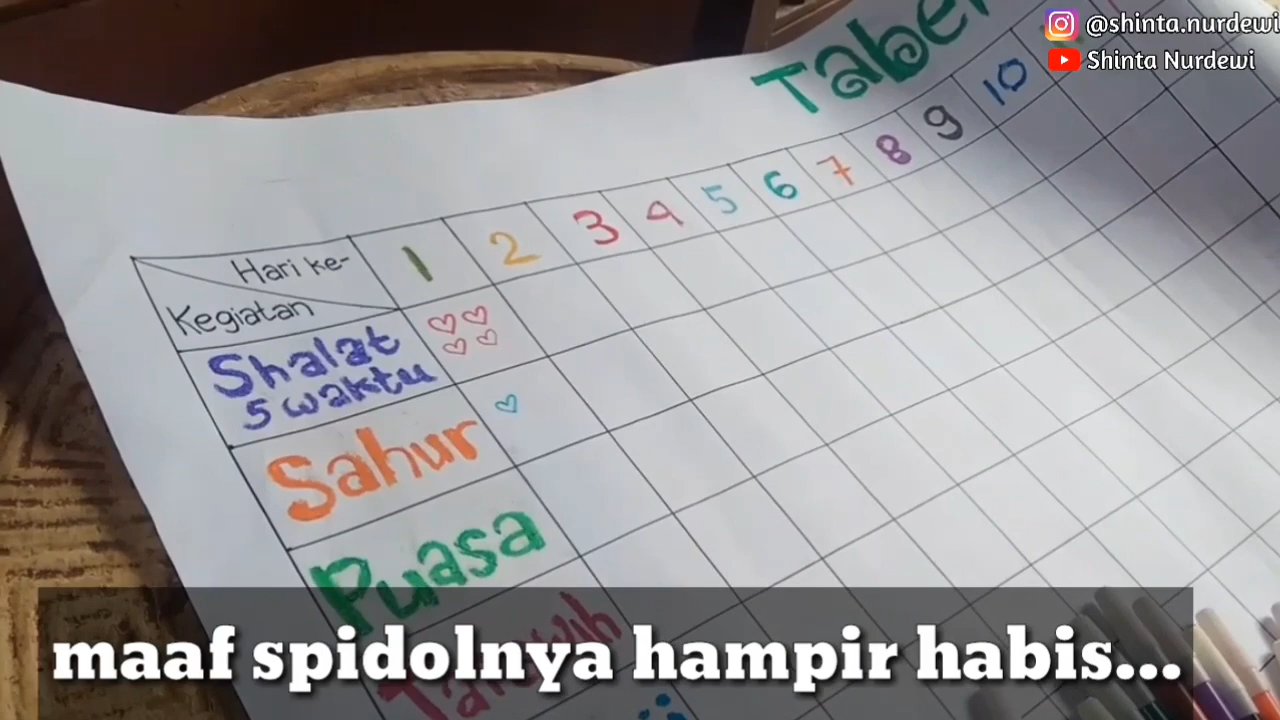 @shinta.nurdewi
Shinta Nurdewi
Tabel
1 2 3 4 5 6 7 8 9 10
Hari ke-
Kegiatan
Shalat
5 waktu
Sahur
Puasa
Tarawih
maaf spidolnya hampir habis...